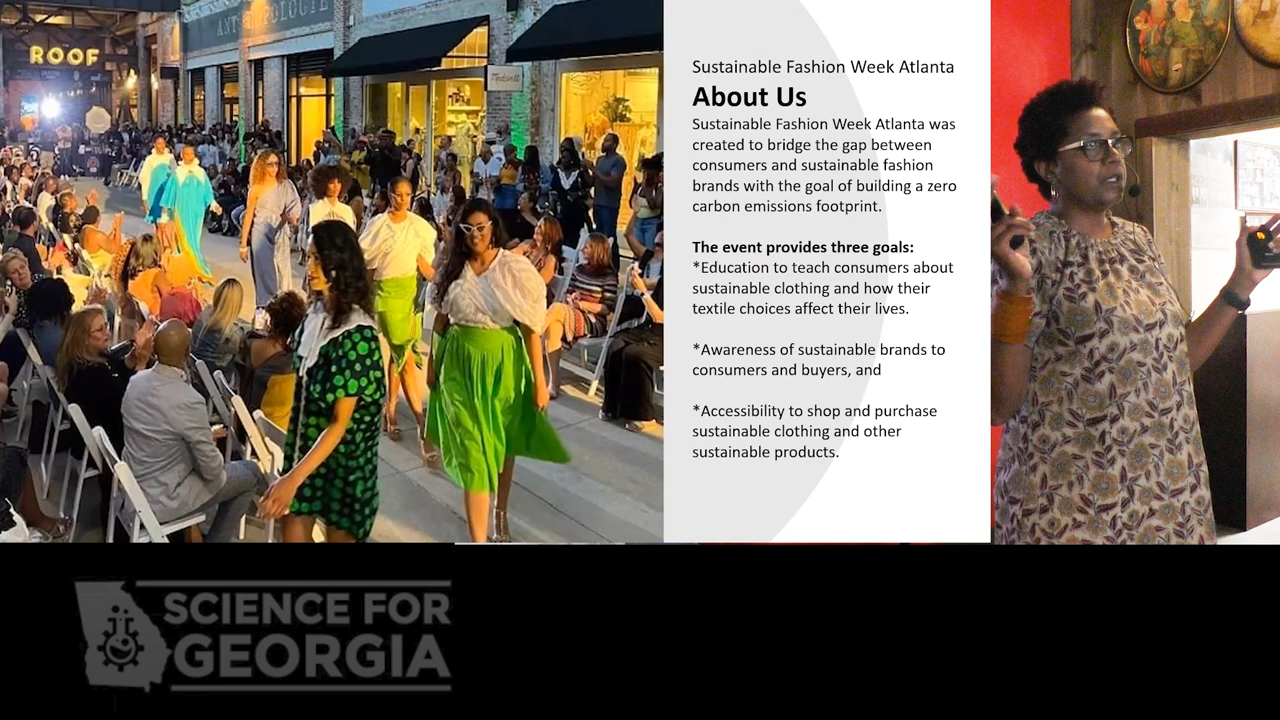 ROOF
ANTHROPOLOGIE
Madewell
Sustainable Fashion Week Atlanta
About Us
Sustainable Fashion Week Atlanta was
created to bridge the gap between
consumers and sustainable fashion
brands with the goal of building a zero
carbon emissions footprint.
The event provides three goals:
*Education to teach consumers about
sustainable clothing and how their
textile choices affect their lives.
*Awareness of sustainable brands to
consumers and buyers, and
*Accessibility to shop and purchase
sustainable clothing and other
sustainable products.
SCIENCE FOR
GEORGIA